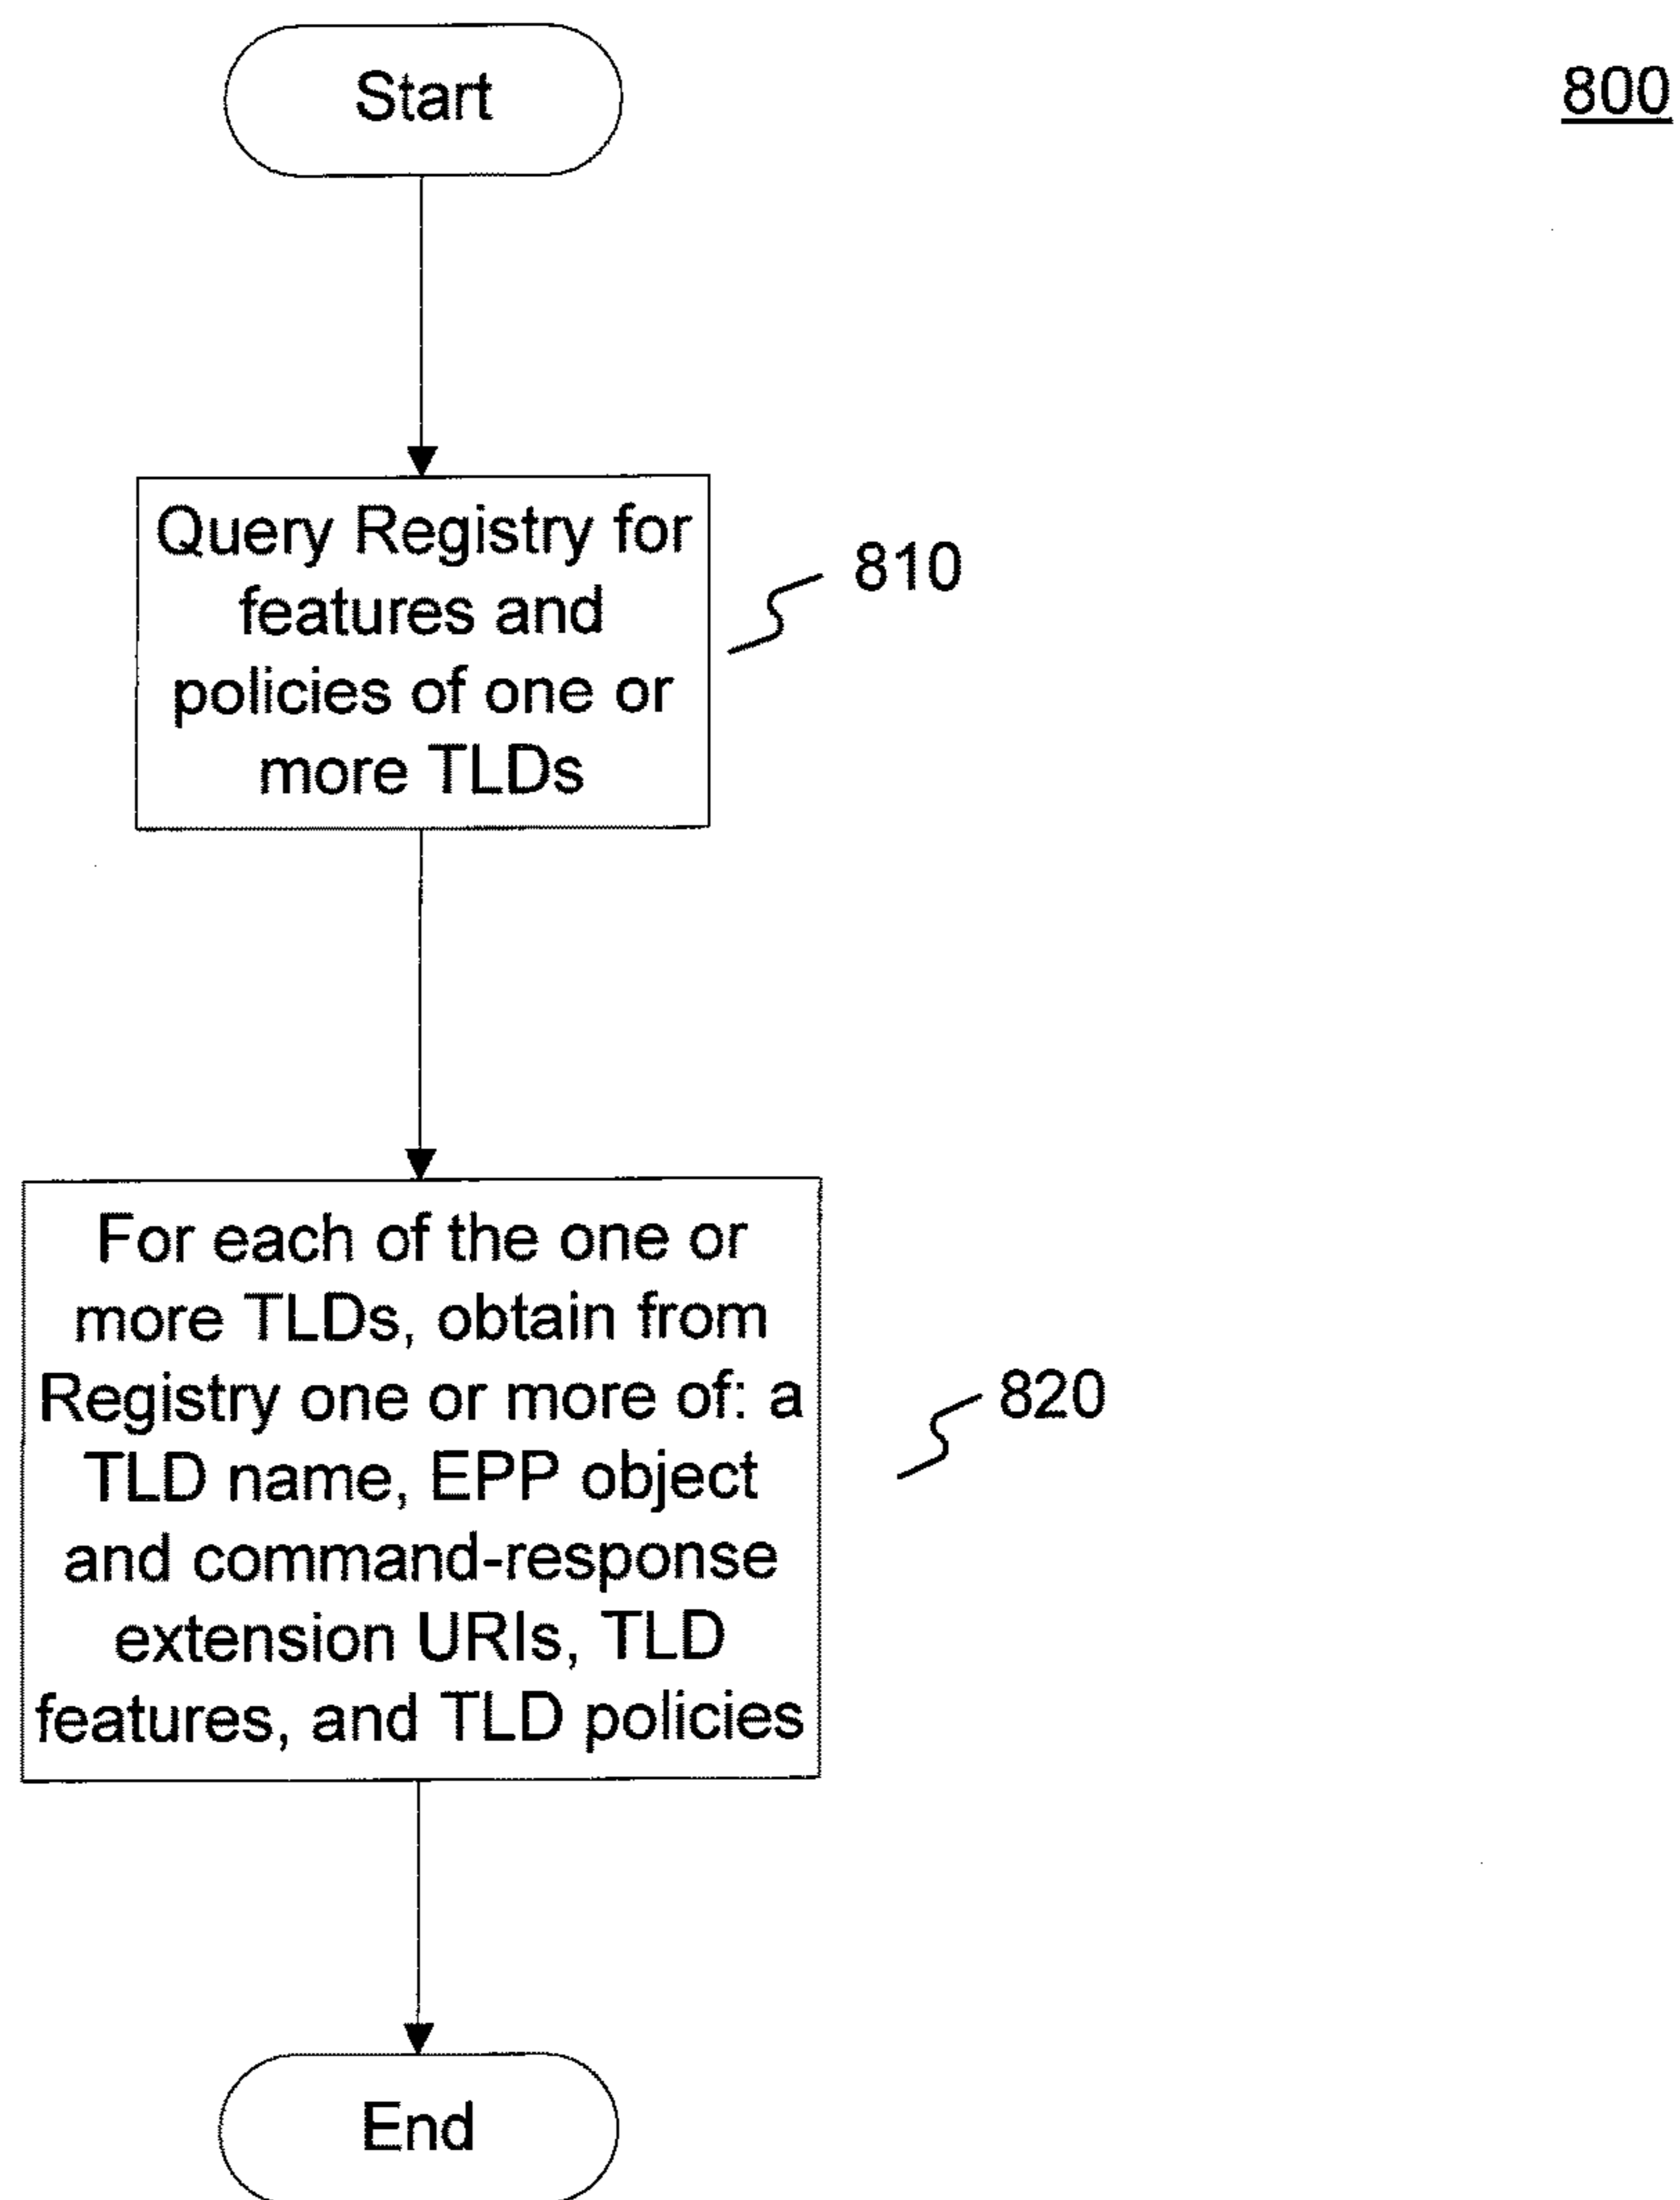 Start
800
Query Registry for
features and
policies of one or
more TLDs
810
For each of the one or
more TLDs, obtain from
Registry one or more of: a
TLD name, EPP object
and command-response
extension URIs, TLD
features, and TLD policies
820
End